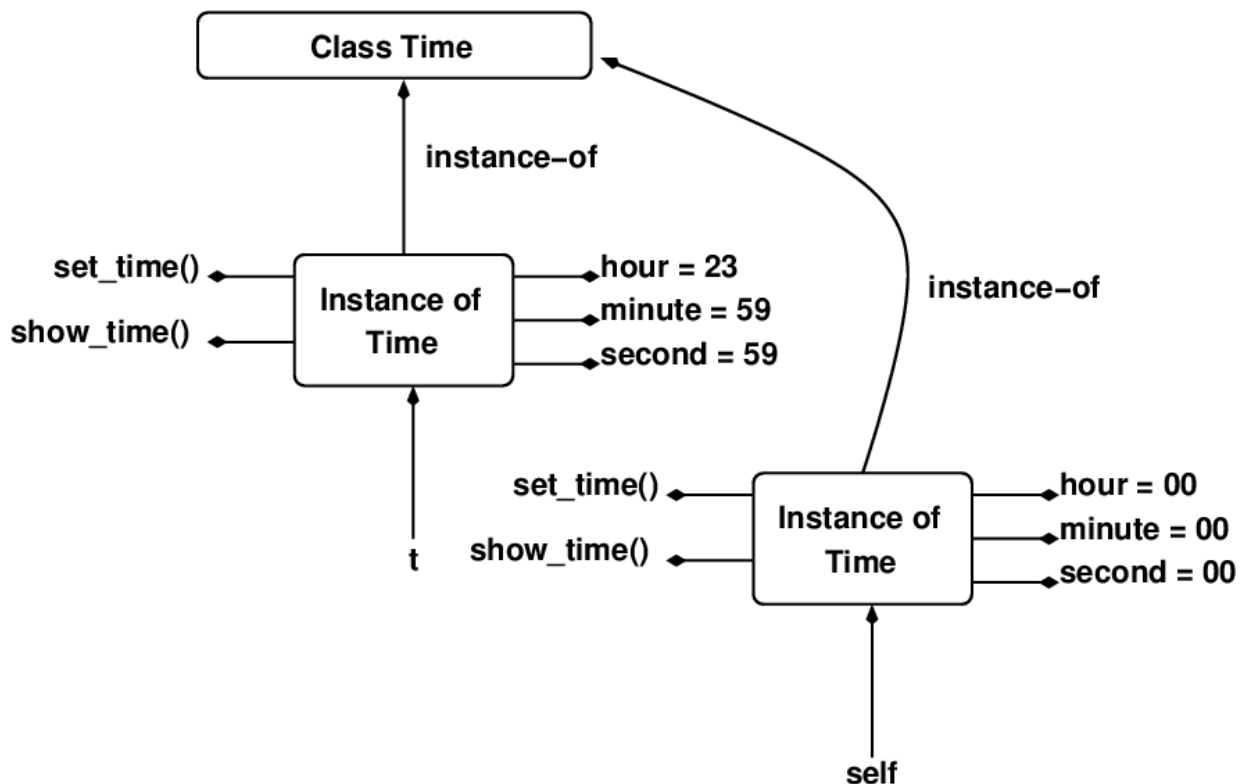 Class Time
instance–of
set_time()
hour = 23
Instance of
Time
minute = 59
show_time()
second = 59
instance–of
t
set_time()
hour = 00
Instance of
Time
minute = 00
show_time()
second = 00
self